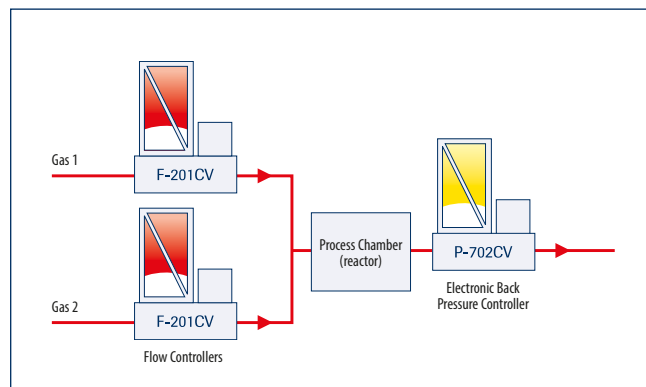 Gas 1
F-201CV
Gas 2
F-201CV
Flow Controllers
Process Chamber
(reactor)
P-702CV
Electronic Back
Pressure Controller